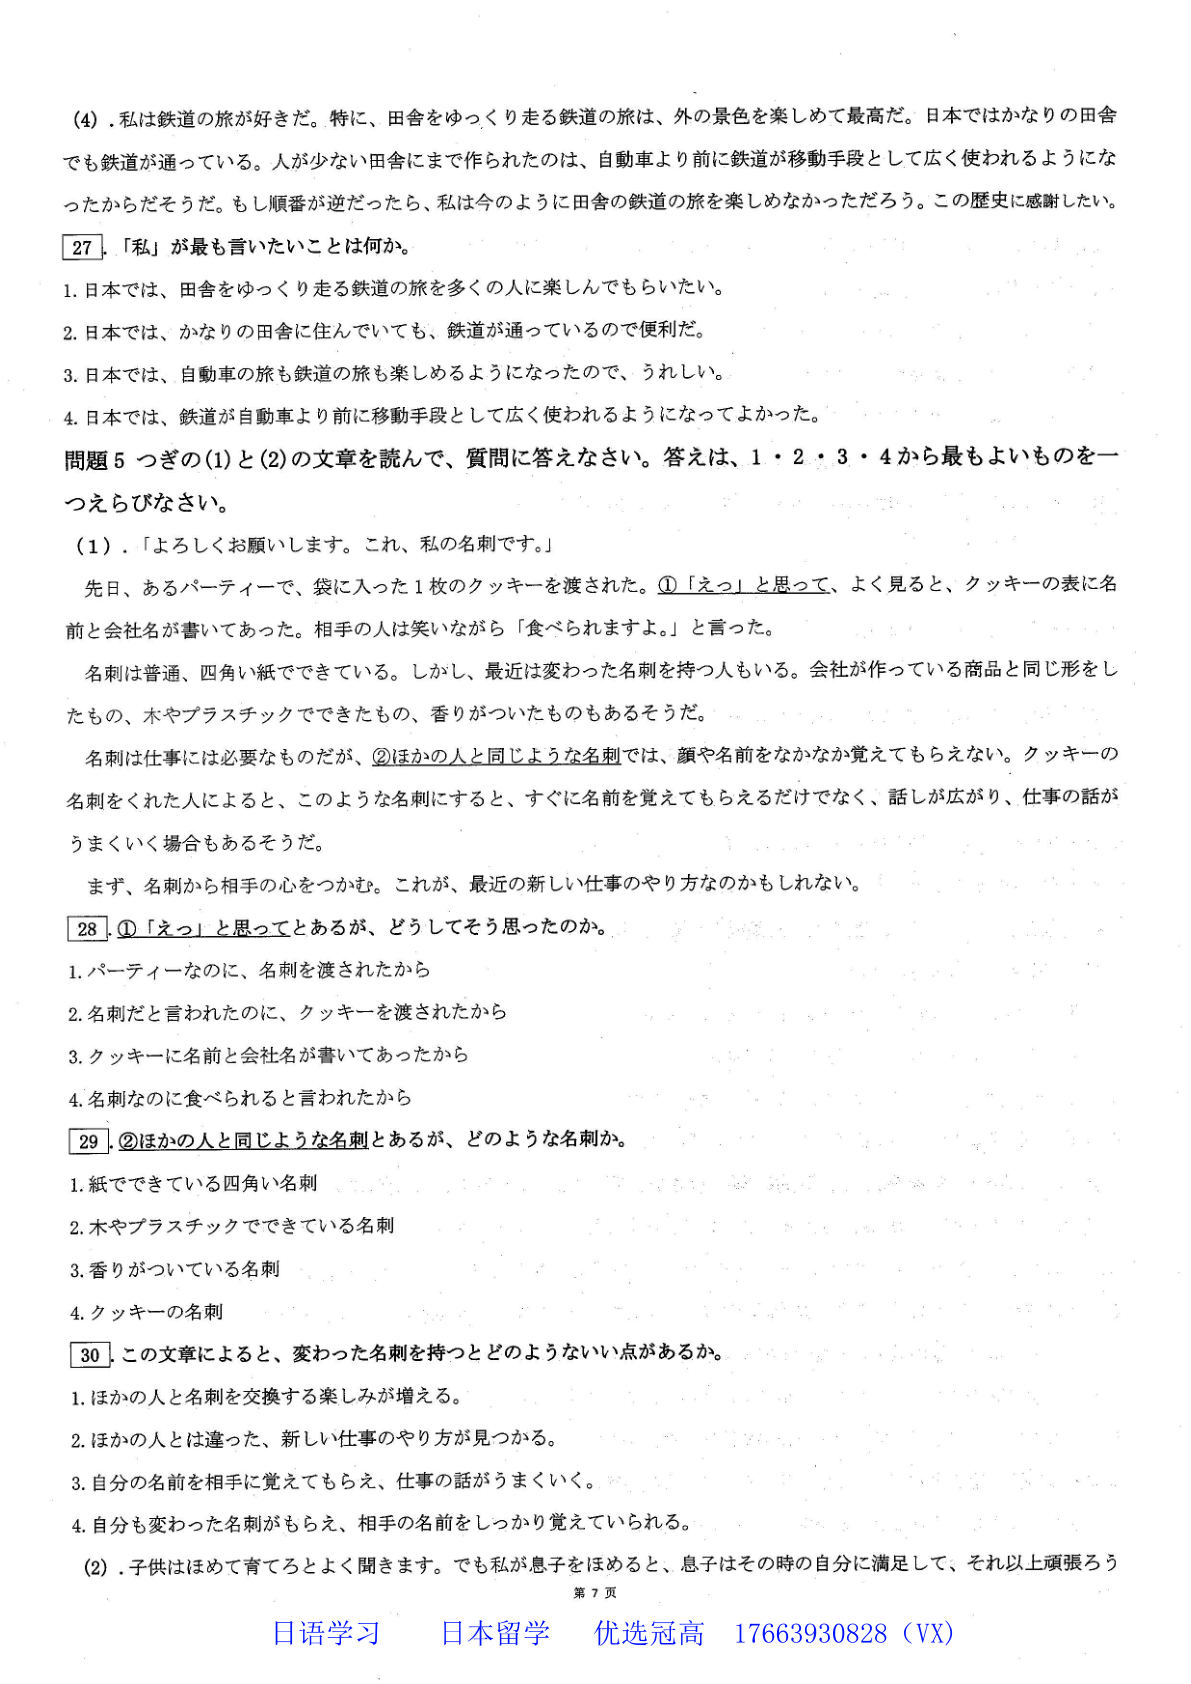 (4) .私は鉄道の旅が好きだ。特に、田舎をゆっくり走る鉄道の旅は、外の景色を楽しめて最高だ。日本ではかなりの田舎
でも鉄道が通っている。人が少ない田舎にまで作られたのは、自動車より前に鉄道が移動手段として広く使われるようにな
ったからだそうだ。もし順番が逆だったら、私は今のように田舎の鉄道の旅を楽しめなかっただろう。この歴史に感謝したい。
27 .「私」が最も言いたいことは何か。
1. 日本では、田舎をゆっくり走る鉄道の旅を多くの人に楽しんでもらいたい。
2. 日本では、かなりの田舎に住んでいても、鉄道が通っているので便利だ。
3. 日本では、自動車の旅も鉄道の旅も楽しめるようになったので、うれしい。
4. 日本では、鉄道が自動車より前に移動手段として広く使われるようになってよかった。
問題5 つぎの(1)と(2)の文章を読んで、質問に答えなさい。答えは、1・2・3・4から最もよいものを一
つえらびなさい。
（1）.「よろしくお願いします。これ、私の名刺です。」
先日、あるパーティーで、袋に入った1枚のクッキーを渡された。①「えっ」と思って、よく見ると、クッキーの表に名
前と会社名が書いてあった。相手の人は笑いながら「食べられますよ。」と言った。
名刺は普通、四角い紙でできている。しかし、最近は変わった名刺を持つ人もいる。会社が作っている商品と同じ形をし
たもの、木やプラスチックでできたもの、香りがついたものもあるそうだ。
名刺は仕事には必要なものだが、②ほかの人と同じような名刺では、顔や名前をなかなか覚えてもらえない。クッキーの
名刺をくれた人によると、このような名刺にすると、すぐに名前を覚えてもらえるだけでなく、話しが広がり、仕事の話が
うまくいく場合もあるそうだ。
まず、名刺から相手の心をつかむ。これが、最近の新しい仕事のやり方なのかもしれない。
28 .①「えっ」と思ってとあるが、どうしてそう思ったのか。
1. パーティーなのに、名刺を渡されたから
2. 名刺だと言われたのに、クッキーを渡されたから
3. クッキーに名前と会社名が書いてあったから
4. 名刺なのに食べられると言われたから
29 .②ほかの人と同じような名刺とあるが、どのような名刺か。
1. 紙でできている四角い名刺
2. 木やプラスチックでできている名刺
3. 香りがついている名刺
4. クッキーの名刺
30 .この文章によると、変わった名刺を持つとどのようないい点があるか。
1. ほかの人と名刺を交換する楽しみが増える。
2. ほかの人とは違った、新しい仕事のやり方が見つかる。
3. 自分の名前を相手に覚えてもらえ、仕事の話がうまくいく。
4. 自分も変わった名刺がもらえ、相手の名前をしっかり覚えていられる。
(2) .子供はほめて育てろとよく聞きます。でも私が息子をほめると、息子はその時の自分に満足して、それ以上頑張ろう
第 7 页
日语学习 日本留学 优选冠高 17663930828（VX)